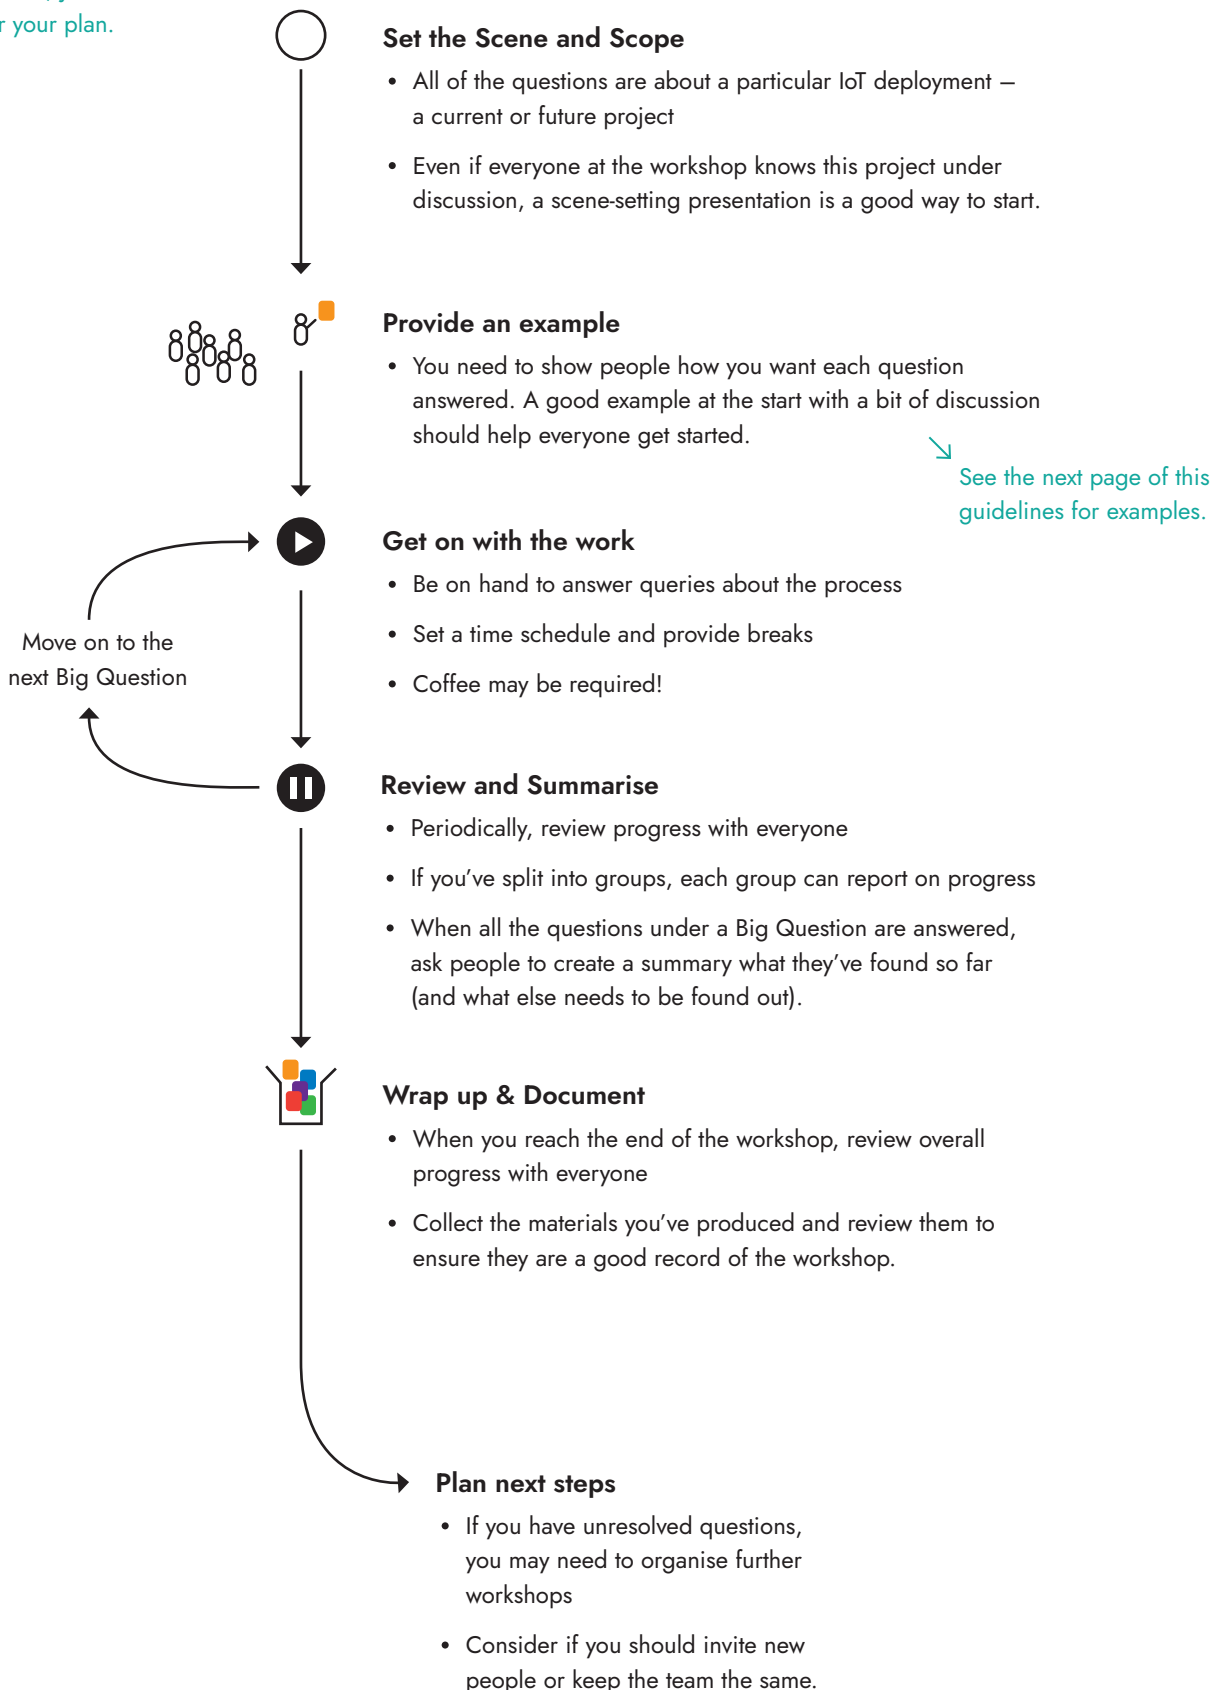 r your plan.
Set the Scene and Scope
• All of the questions are about a particular IoT deployment –
a current or future project
• Even if everyone at the workshop knows this project under
discussion, a scene-setting presentation is a good way to start.
Provide an example
• You need to show people how you want each question
answered. A good example at the start with a bit of discussion
should help everyone get started.
See the next page of this
guidelines for examples.
Get on with the work
• Be on hand to answer queries about the process
• Set a time schedule and provide breaks
• Coffee may be required!
Move on to the
next Big Question
Review and Summarise
• Periodically, review progress with everyone
• If you’ve split into groups, each group can report on progress
• When all the questions under a Big Question are answered,
ask people to create a summary what they’ve found so far
(and what else needs to be found out).
Wrap up & Document
• When you reach the end of the workshop, review overall
progress with everyone
• Collect the materials you’ve produced and review them to
ensure they are a good record of the workshop.
Plan next steps
• If you have unresolved questions,
you may need to organise further
workshops
• Consider if you should invite new
people or keep the team the same.